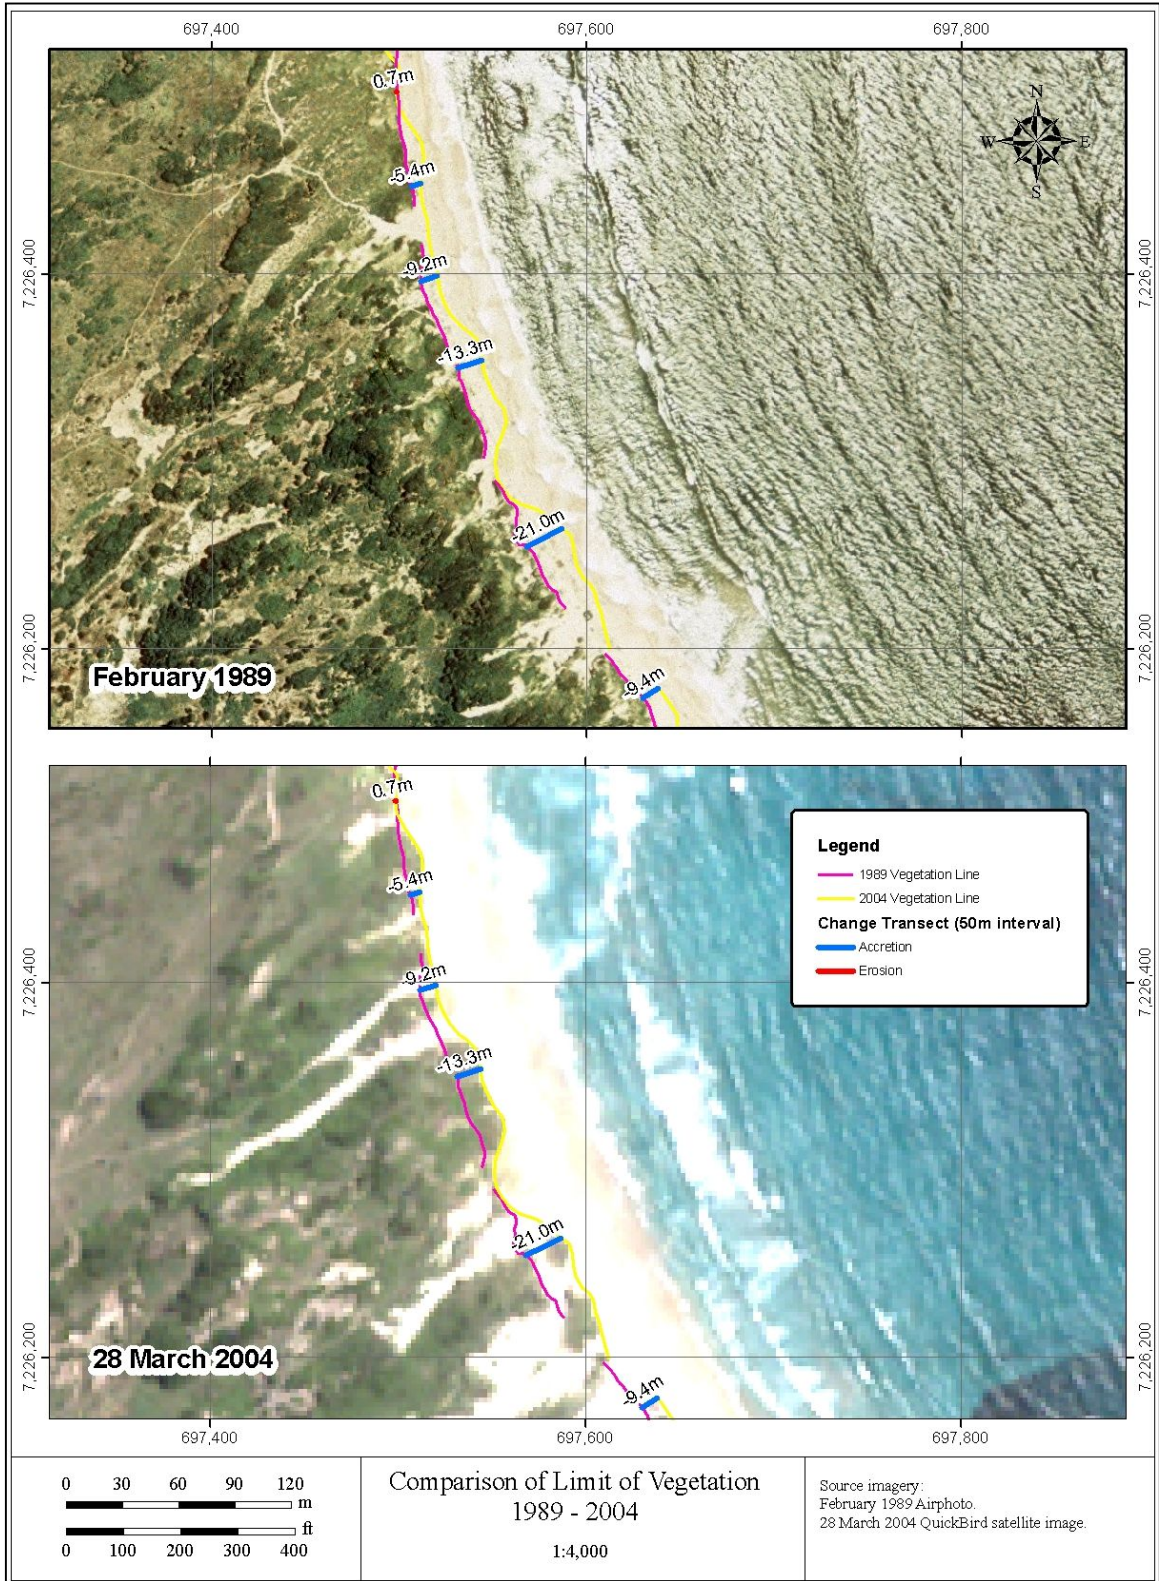 697,400
697,600
697,800
0.7m
N
W
E
S
-5.4m
7,226,400
-9.2m
7,226,400
-13.3m
-21.0m
7,226,200
7,226,200
February 1989
-9.4m
0.7m
-5.4m
Legend
1989 Vegetation Line
2004 Vegetation Line
Change Transect (50m interval)
Accretion
Erosion
7,226,400
-9.2m
7,226,400
-13.3m
-21.0m
7,226,200
28 March 2004
7,226,200
-9.4m
697,400
697,600
697,800
0 30 60 90 120
m
ft
0 100 200 300 400
Comparison of Limit of Vegetation
1989 - 2004
1:4,000
Source imagery:
February 1989 Airphoto.
28 March 2004 QuickBird satellite image.